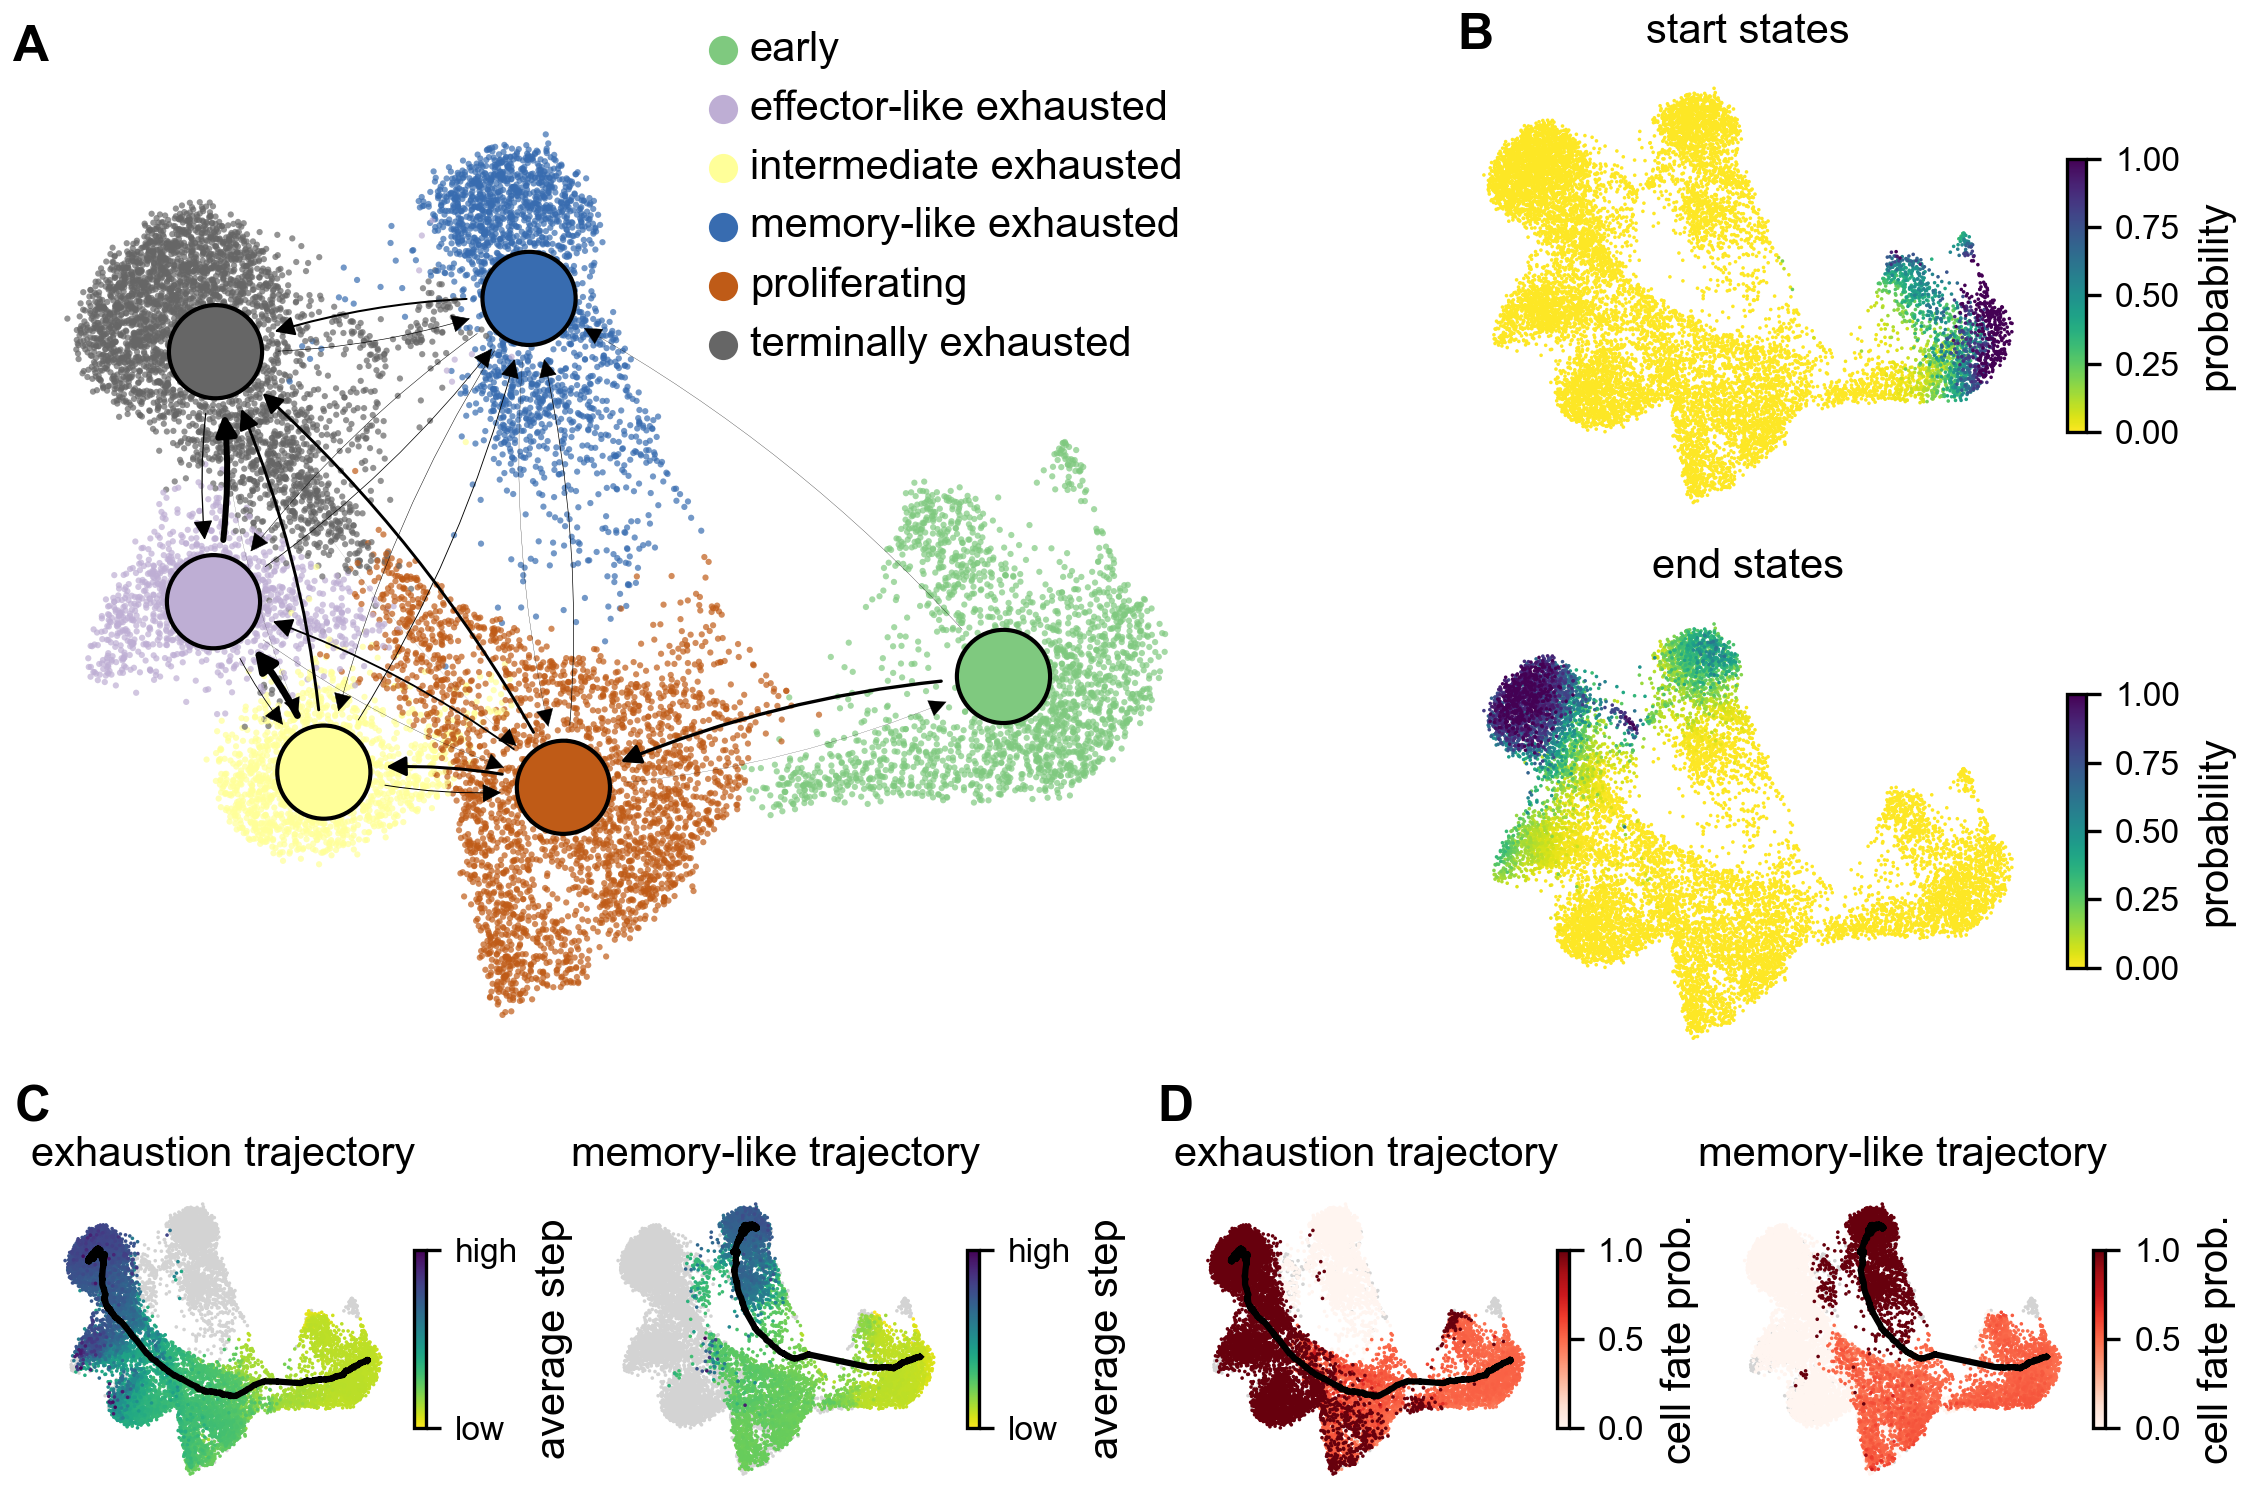 A
early
effector-like exhausted
intermediate exhausted
memory-like exhausted
proliferating
terminally exhausted
B
start states
1.00
0.75
0.50
0.25
0.00
probability
end states
1.00
0.75
0.50
0.25
0.00
probability
C
exhaustion trajectory
high
low
average step
memory-like trajectory
high
low
average step
D
exhaustion trajectory
1.0
0.5
0.0
cell fate prob.
memory-like trajectory
1.0
0.5
0.0
cell fate prob.